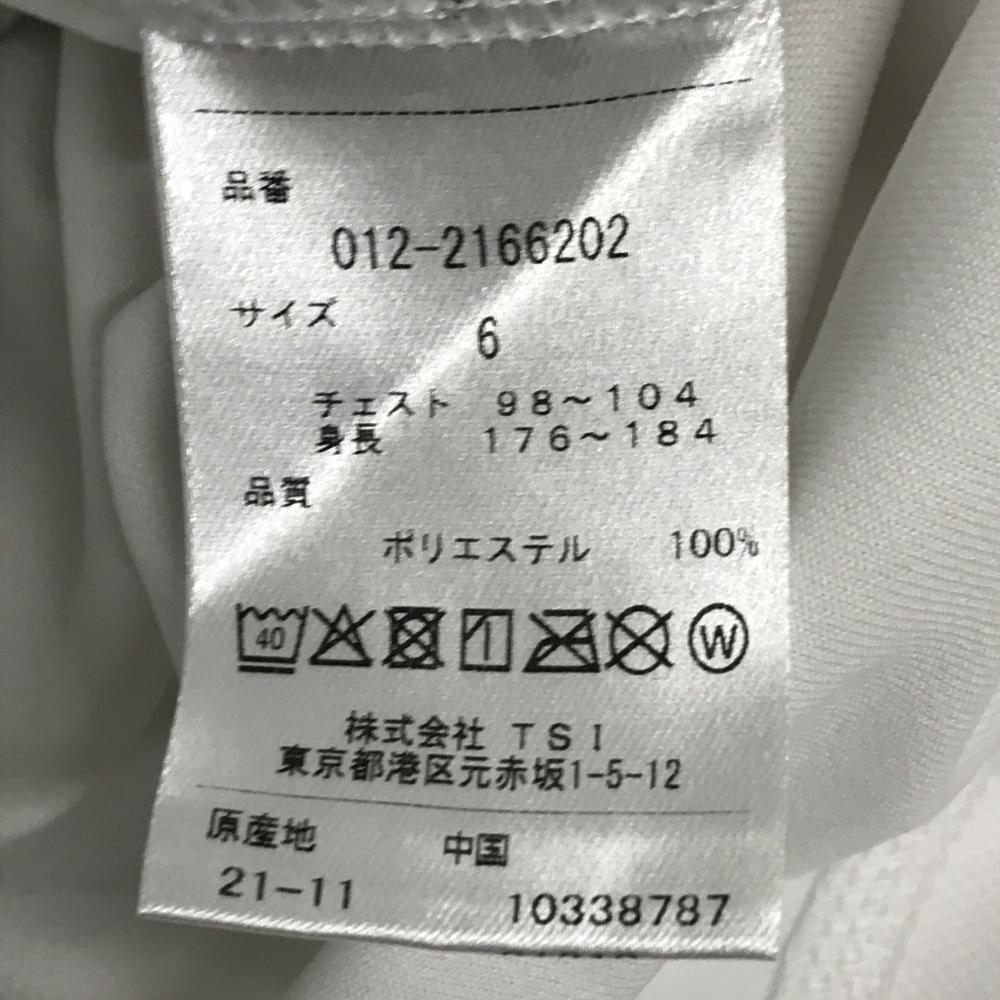 品番
012-2166202
サイズ
6
チェスト 98～104
身長 176～184
品質
ポリエステル 100%
40 W
株式会社 TSI
東京都港区元赤坂1-5-12
原産地 中国
21-11 10338787